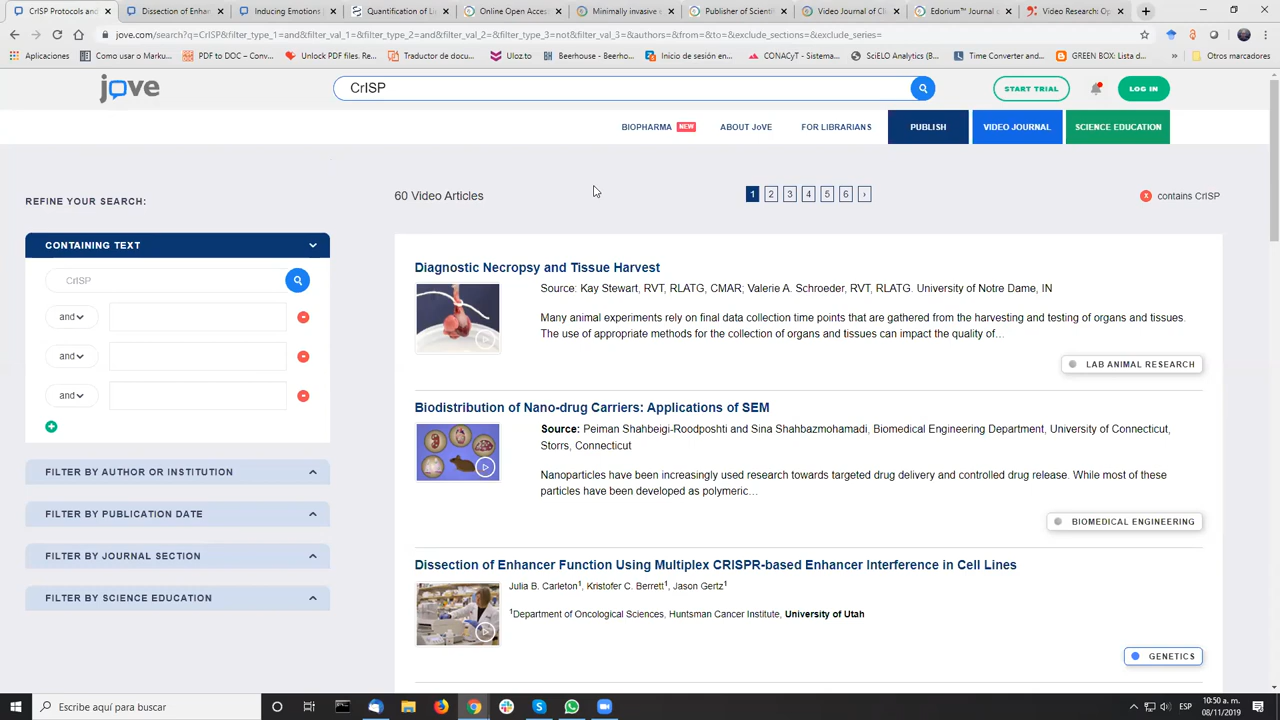 CrISP Protocols and
Dissection of Enhan
Inducing Emotions
Quantification of Li
Online Open Acces
Minimally invasive
Publisher of Scienti
Video Journal of Cl
Edorium™ Journal
Video Research Op
jove.com/search?q=CrISP&filter_type_1=and&filter_val_1=&filter_type_2=and&filter_val_2=&filter_type_3=not&filter_val_3=&authors=&from=&to=&exclude_sections=&exclude_series=
Aplicaciones
Como usar o Marku...
PDF to DOC – Conv...
Unlock PDF files. Re...
Uloz.to
Beerhouse - Beerho...
Inicio de sesión en...
CONACyT - Sistema...
SciELO Analytics (B...
Time Converter and...
GREEN BOX: Lista d...
»
Otros marcadores
jove
CrISP
START TRIAL
LOG IN
BIOPHARMA NEW
ABOUT JoVE
FOR LIBRARIANS
PUBLISH
VIDEO JOURNAL
SCIENCE EDUCATION
REFINE YOUR SEARCH:
60 Video Articles
1 2 3 4 5 6 ›
x contains CrISP
CONTAINING TEXT
CrISP
and
and
and
FILTER BY AUTHOR OR INSTITUTION
FILTER BY PUBLICATION DATE
FILTER BY JOURNAL SECTION
FILTER BY SCIENCE EDUCATION
Diagnostic Necropsy and Tissue Harvest
Source: Kay Stewart, RVT, RLATG, CMAR; Valerie A. Schroeder, RVT, RLATG. University of Notre Dame, IN
Many animal experiments rely on final data collection time points that are gathered from the harvesting and testing of organs and tissues.
The use of appropriate methods for the collection of organs and tissues can impact the quality of…
LAB ANIMAL RESEARCH
Biodistribution of Nano-drug Carriers: Applications of SEM
Source: Peiman Shahbeigi-Roodposhti and Sina Shahbazmohamadi, Biomedical Engineering Department, University of Connecticut,
Storrs, Connecticut
Nanoparticles have been increasingly used research towards targeted drug delivery and controlled drug release. While most of these
particles have been developed as polymeric…
BIOMEDICAL ENGINEERING
Dissection of Enhancer Function Using Multiplex CRISPR-based Enhancer Interference in Cell Lines
Julia B. Carleton¹, Kristofer C. Berrett¹, Jason Gertz¹
¹Department of Oncological Sciences, Huntsman Cancer Institute, University of Utah
GENETICS
Escribe aquí para buscar
ESP
10:50 a. m.
08/11/2019